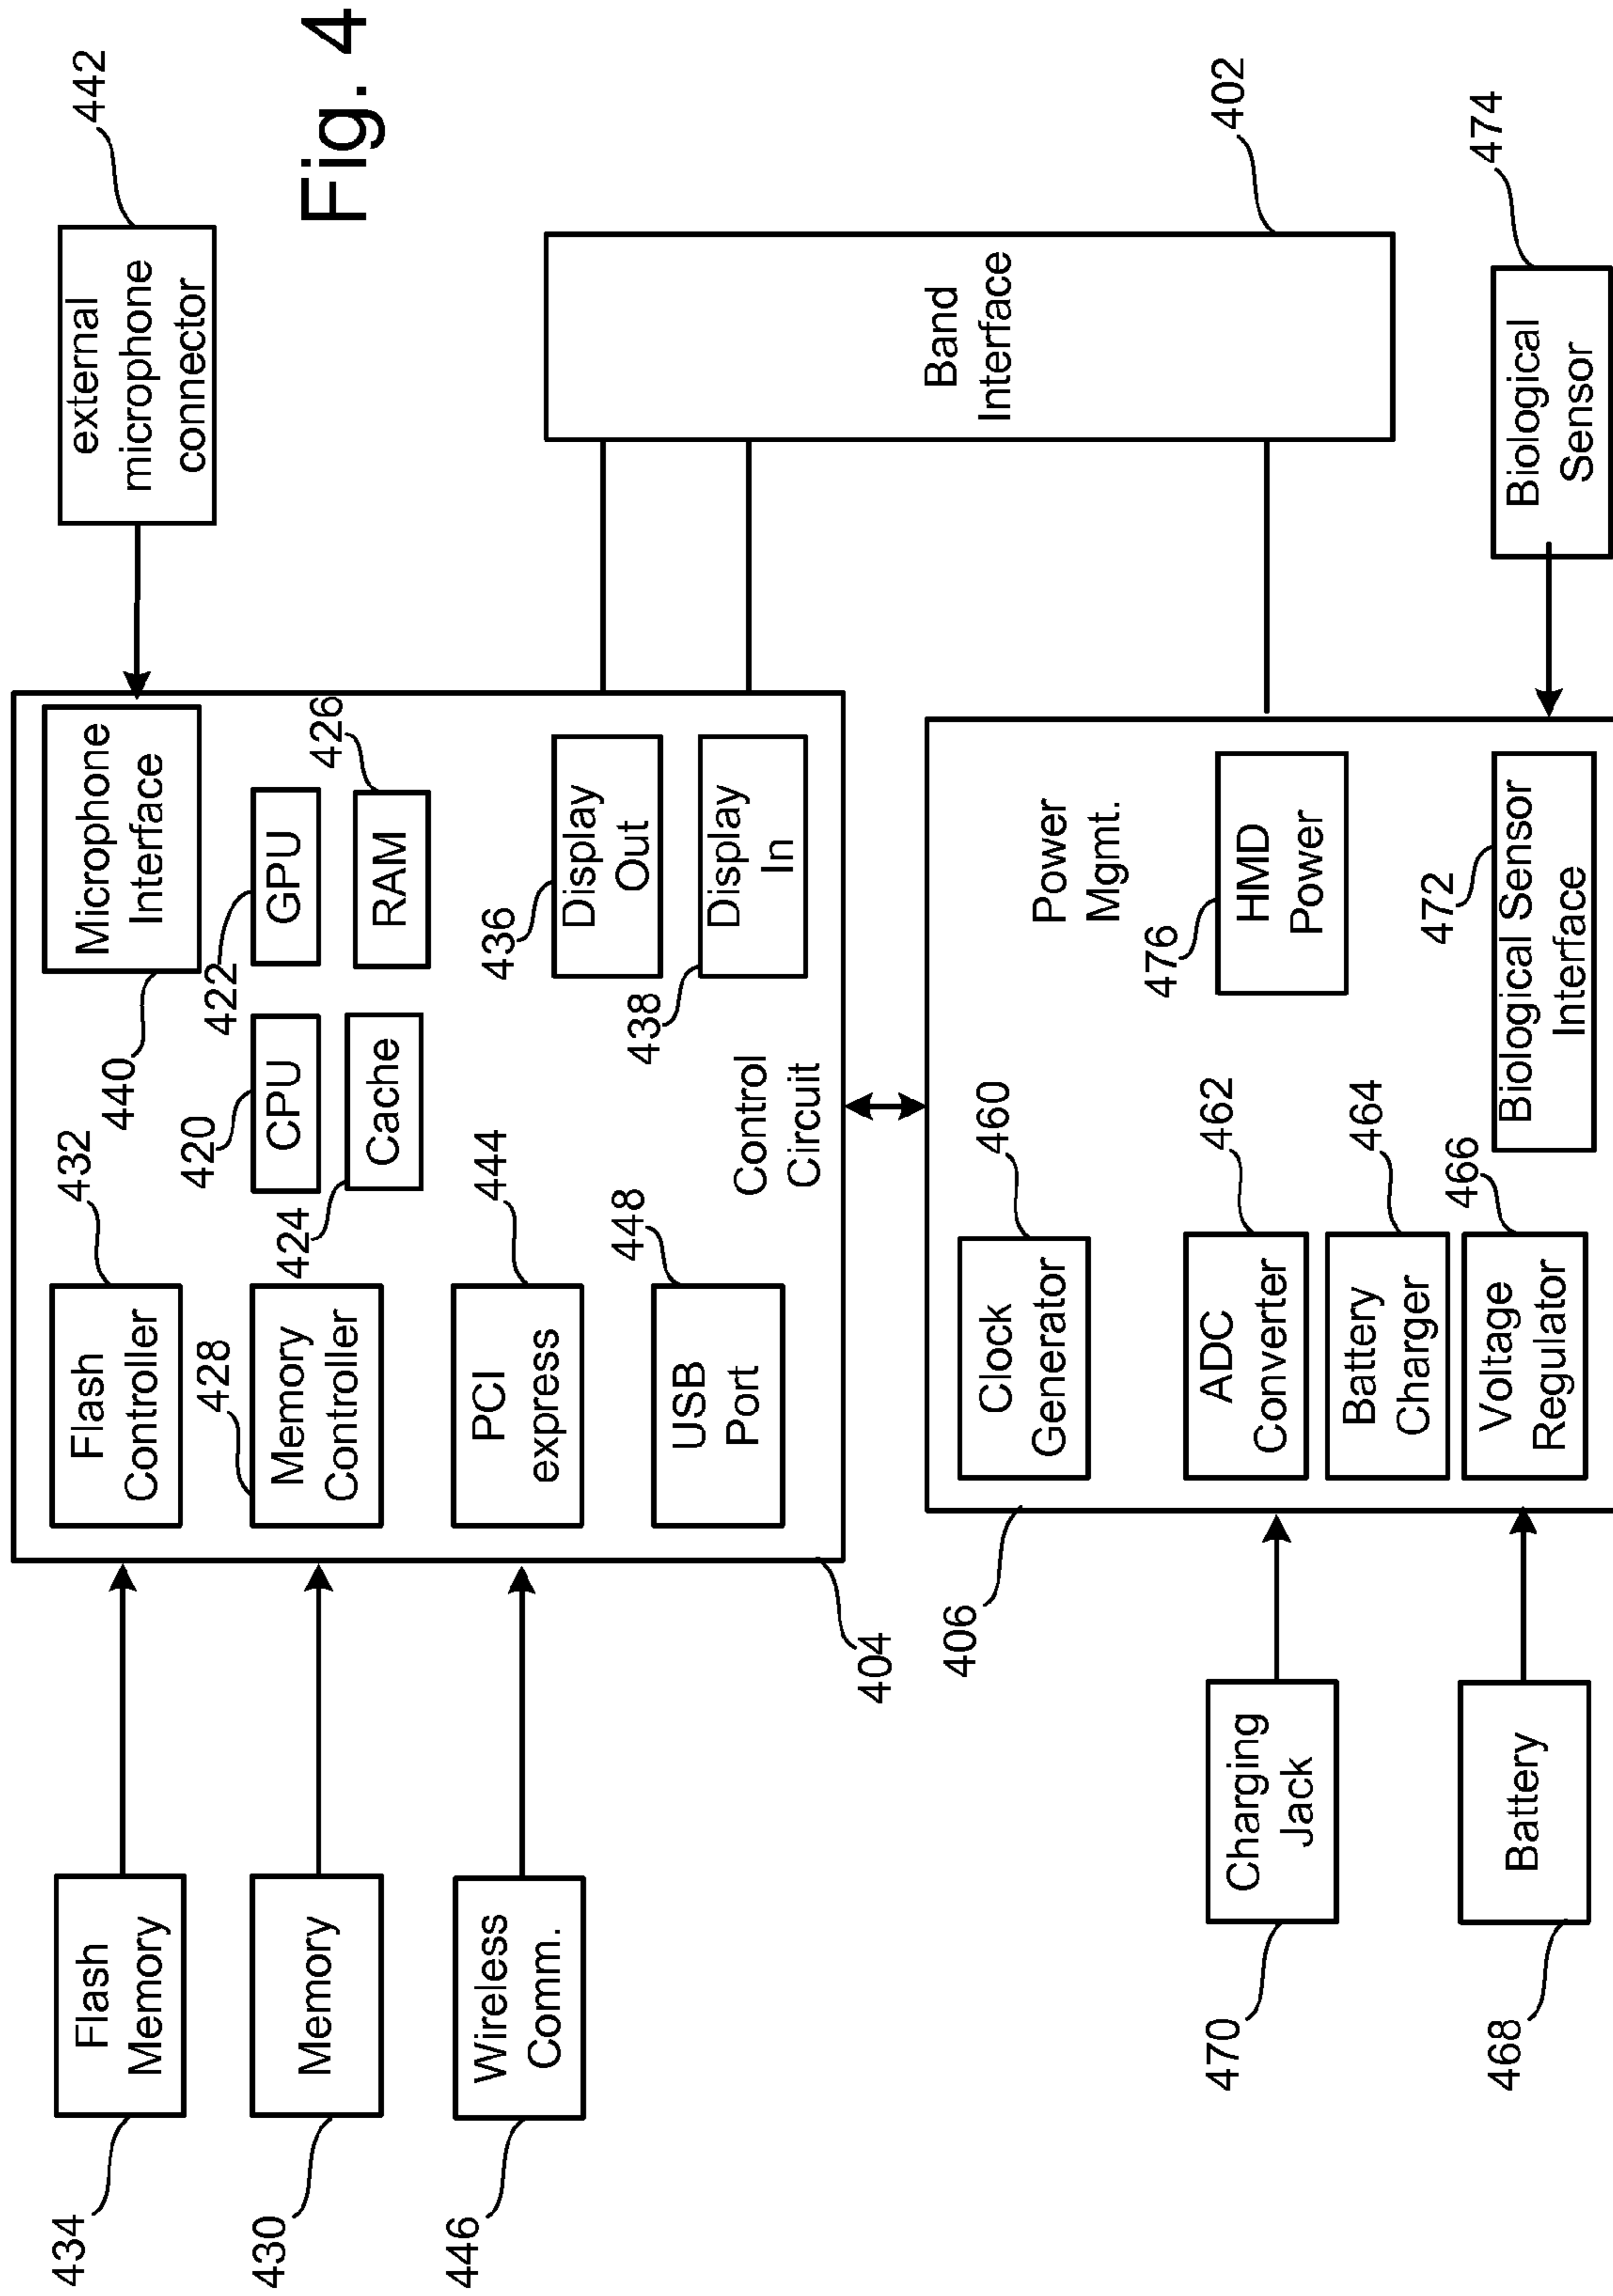 Fig. 4
434
Flash
Memory
430
Memory
446
Wireless
Comm.
432
Flash
Controller
428
Memory
Controller
444
PCI
express
448
USB
Port
440
Microphone
Interface
420
CPU
422
GPU
424
Cache
426
RAM
436
Display
Out
438
Display
In
Control
Circuit
404
442
external
microphone
connector
Band
Interface
402
406
460
Clock
Generator
462
ADC
Converter
464
Battery
Charger
466
Voltage
Regulator
Power
Mgmt.
476
HMD
Power
472
Biological Sensor
Interface
470
Charging
Jack
468
Battery
474
Biological
Sensor